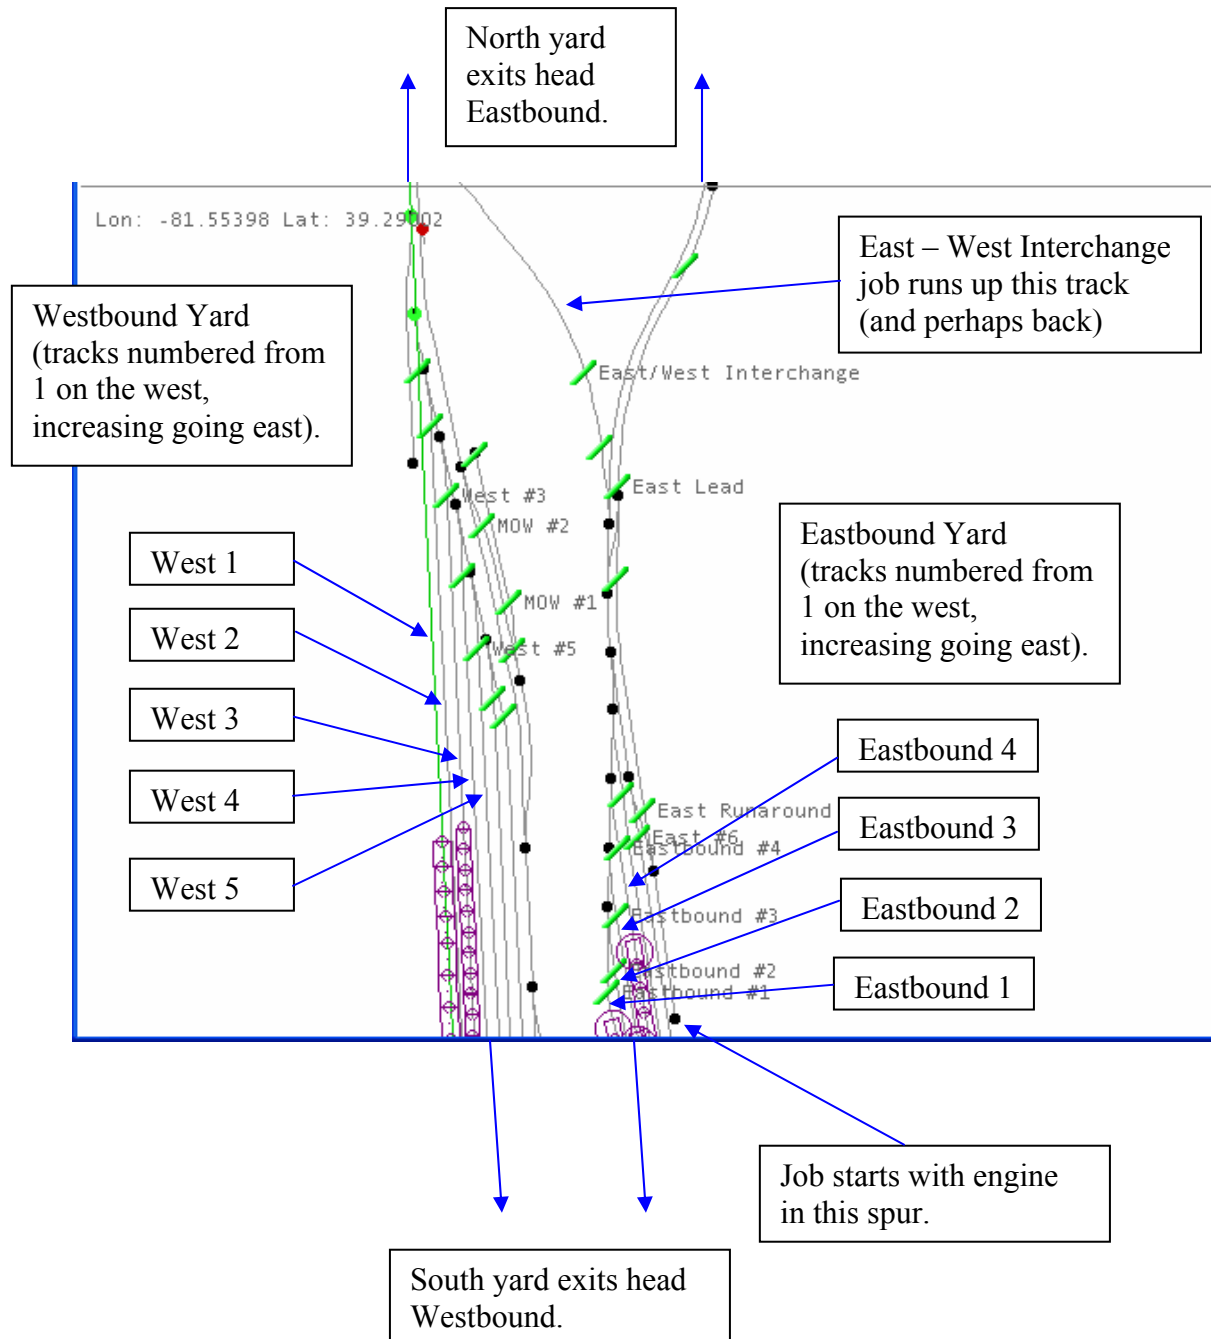 North yard
exits head
Eastbound.
Lon: -81.55398 Lat: 39.29002
East – West Interchange
job runs up this track
(and perhaps back)
Westbound Yard
(tracks numbered from
1 on the west,
increasing going east).
East/West Interchange
East Lead
West #3
MOW #2
Eastbound Yard
(tracks numbered from
1 on the west,
increasing going east).
West 1
MOW #1
West 2
West #5
West 3
West 4
Eastbound 4
East Runaround
East #6
Eastbound #4
Eastbound 3
West 5
Eastbound #3
Eastbound 2
Eastbound #2
Eastbound #1
Eastbound 1
Job starts with engine
in this spur.
South yard exits head
Westbound.